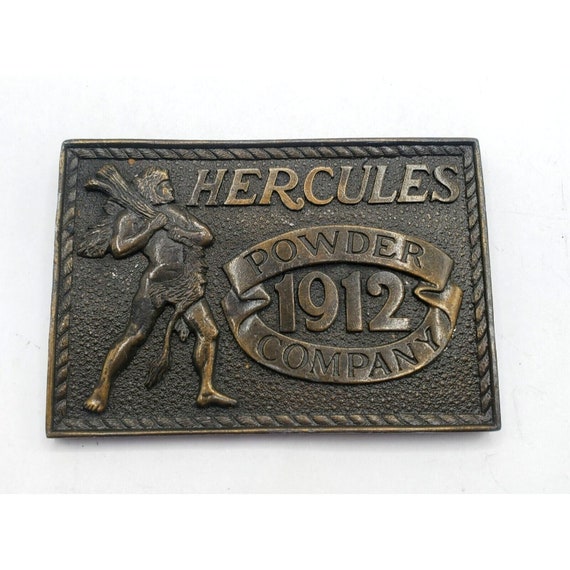 HERCULES
POWDER
1912
COMPANY